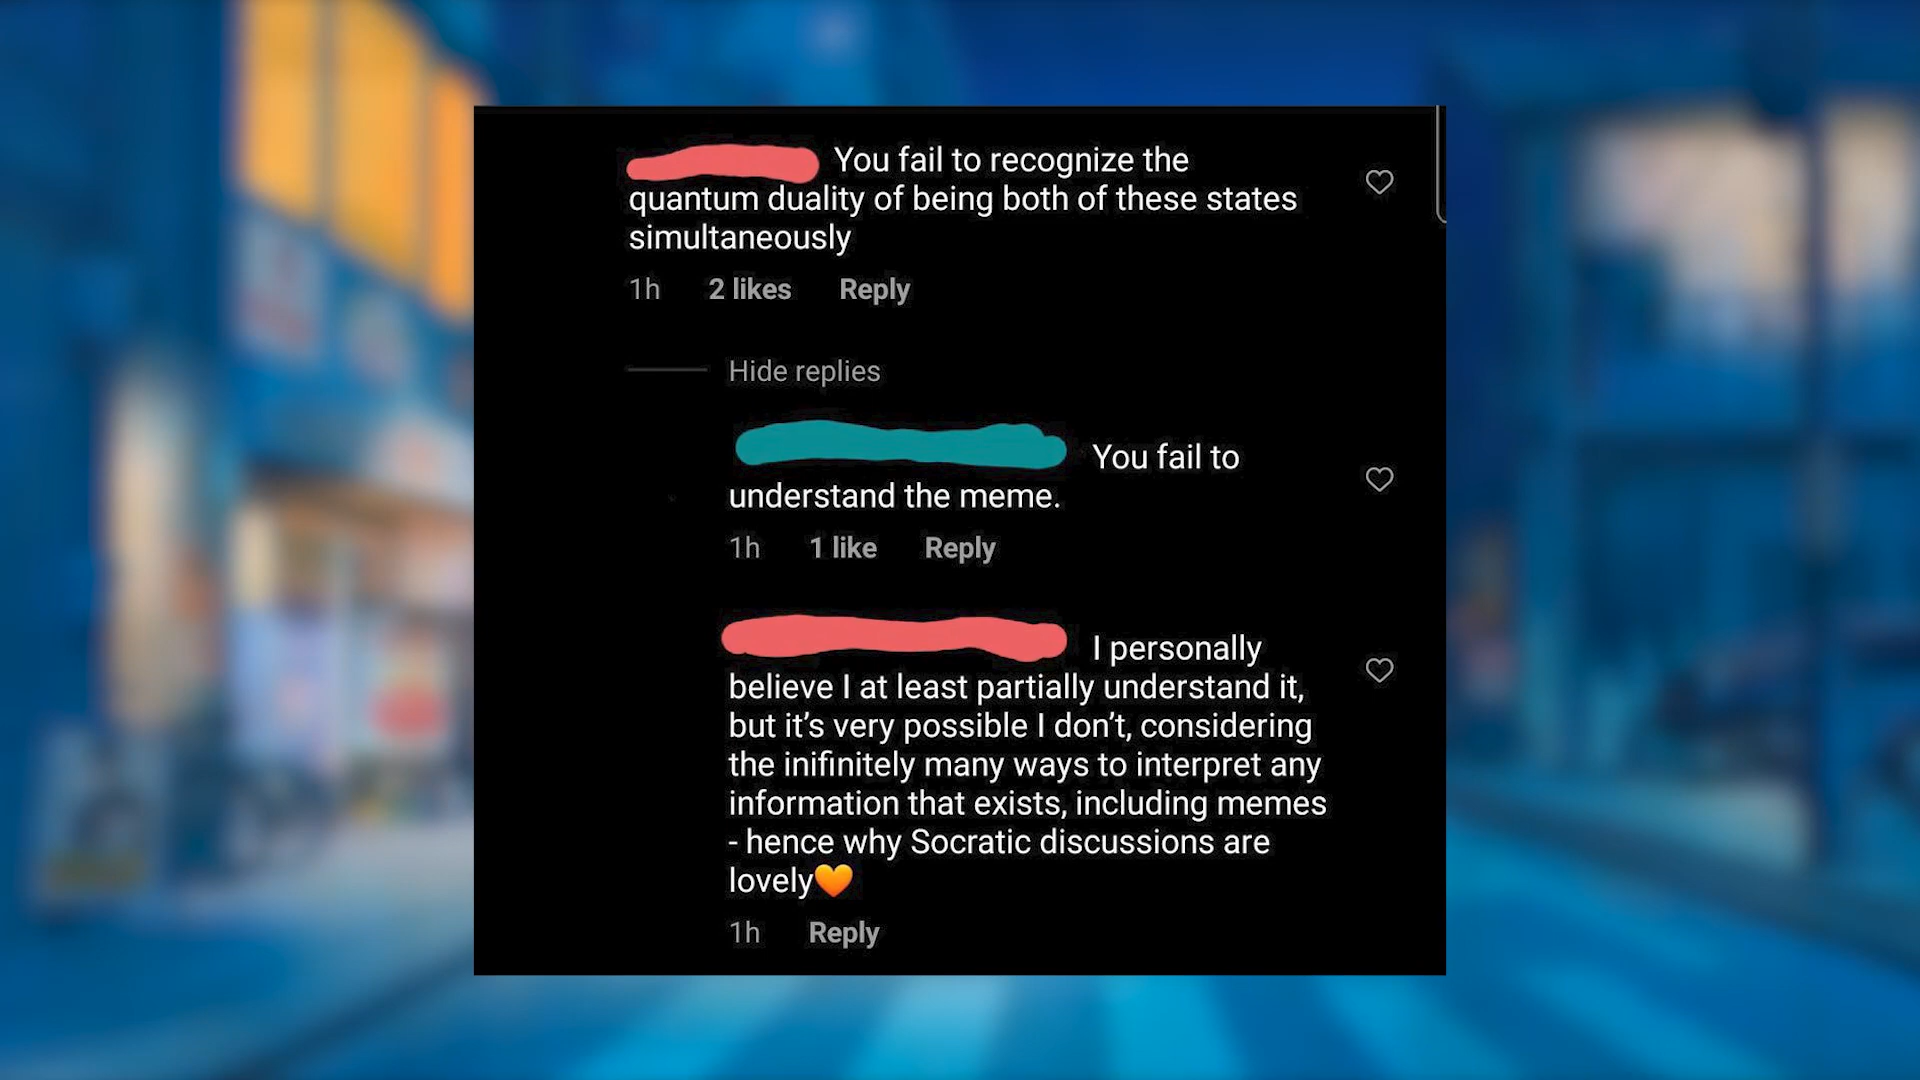 You fail to recognize the
quantum duality of being both of these states
simultaneously
1h 2 likes Reply
Hide replies
You fail to
understand the meme.
1h 1 like Reply
I personally
believe I at least partially understand it,
but it’s very possible I don’t, considering
the inifinitely many ways to interpret any
information that exists, including memes
- hence why Socratic discussions are
lovely🧡
1h Reply